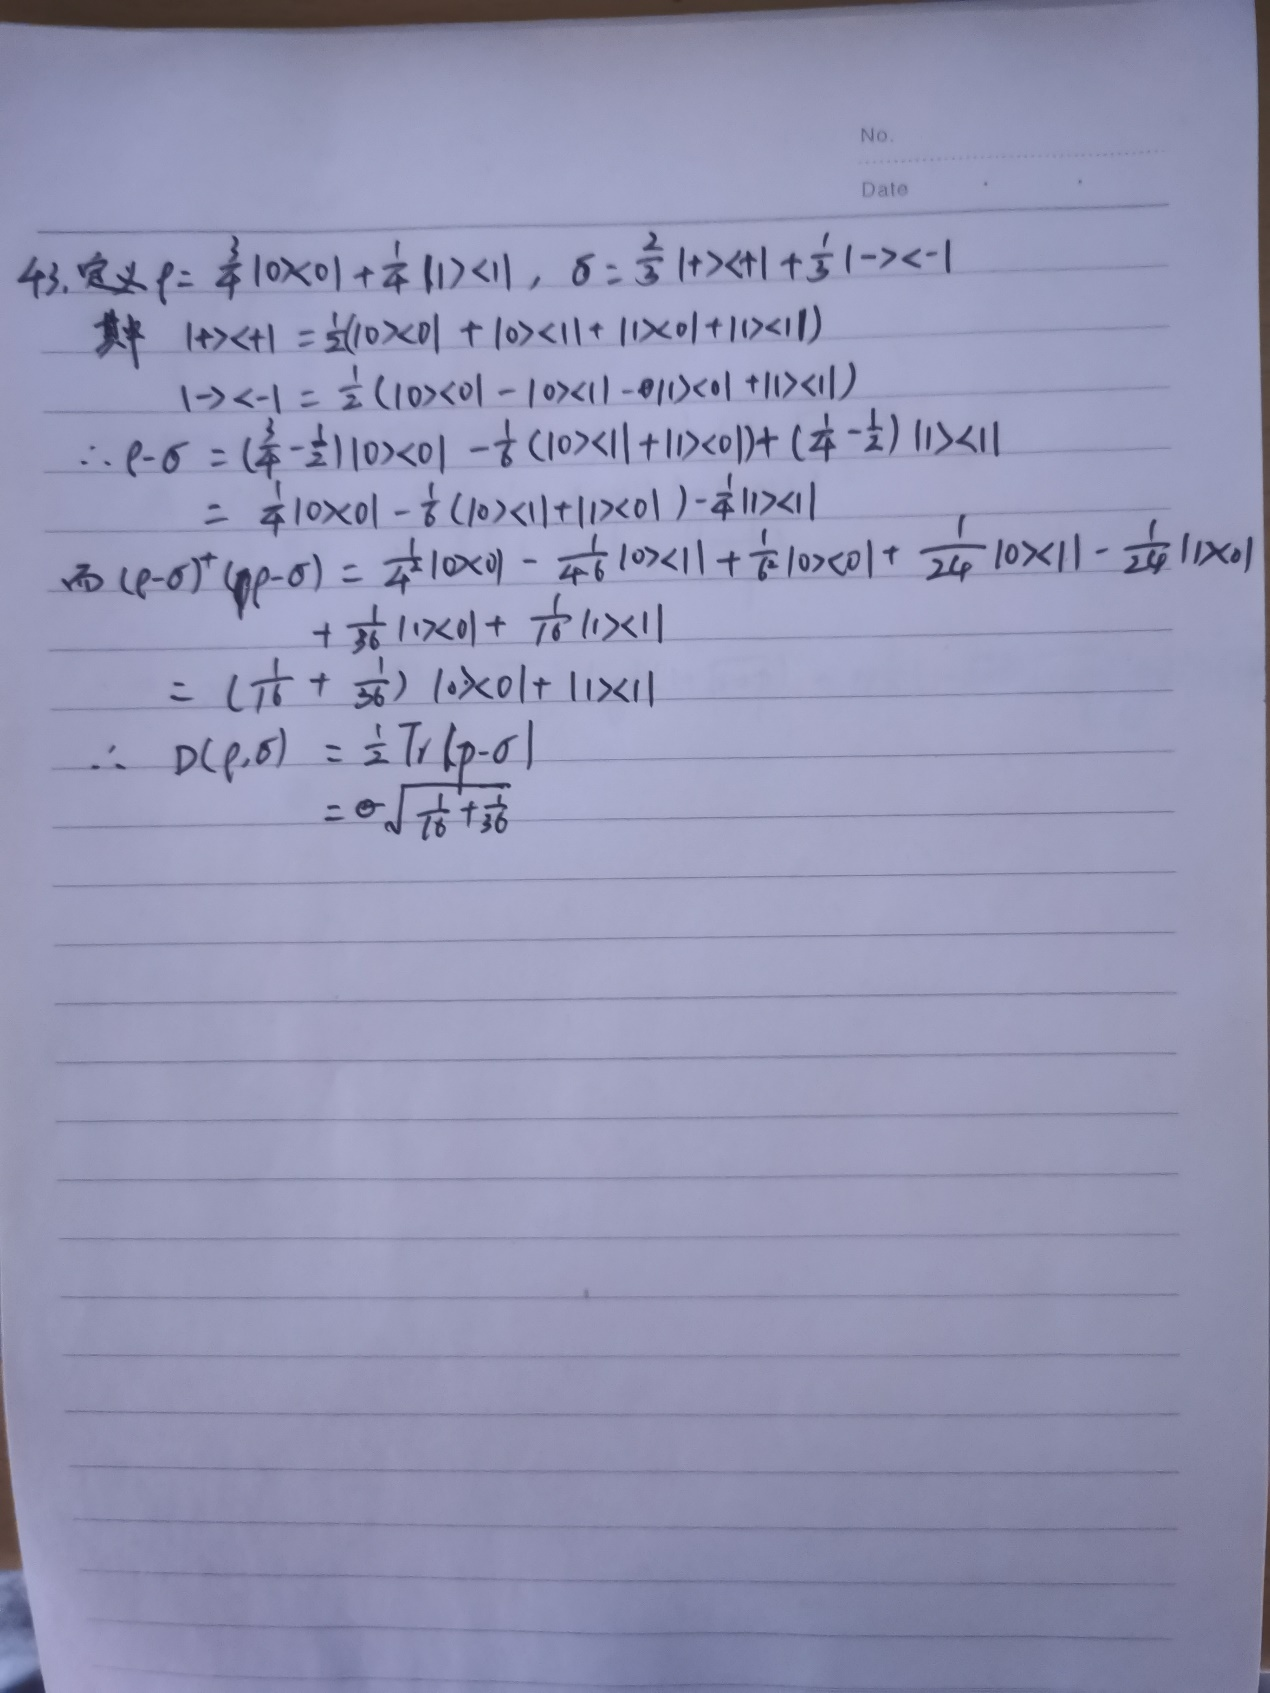 No.
Date
43. 定义 ρ = 3/4 |0><0| + 1/4 |1><1| , σ = 2/3 |+><+| + 1/3 |-><-|
其中 |+><+| = 1/2(|0><0| + |0><1| + |1><0| + |1><1|)
|-><-| = 1/2 (|0><0| - |0><1| - |1><0| + |1><1|)
∴ ρ-σ = (3/4 - 1/2) |0><0| - 1/6 (|0><1| + |1><0|) + (1/4 - 1/2) |1><1|
= 1/4 |0><0| - 1/6 (|0><1| + |1><0|) - 1/4 |1><1|
而 (ρ-σ)⁺(ρ-σ) = 1/4² |0><0| - 1/4·6 |0><1| + 1/6² |0><0| + 1/24 |0><1| - 1/24 |1><0|
+ 1/36 |1><0| + 1/16 |1><1|
= (1/16 + 1/36) |0><0| + |1><1|
∴ D(ρ,σ) = 1/2 Tr |ρ-σ|
= √(1/16 + 1/36)